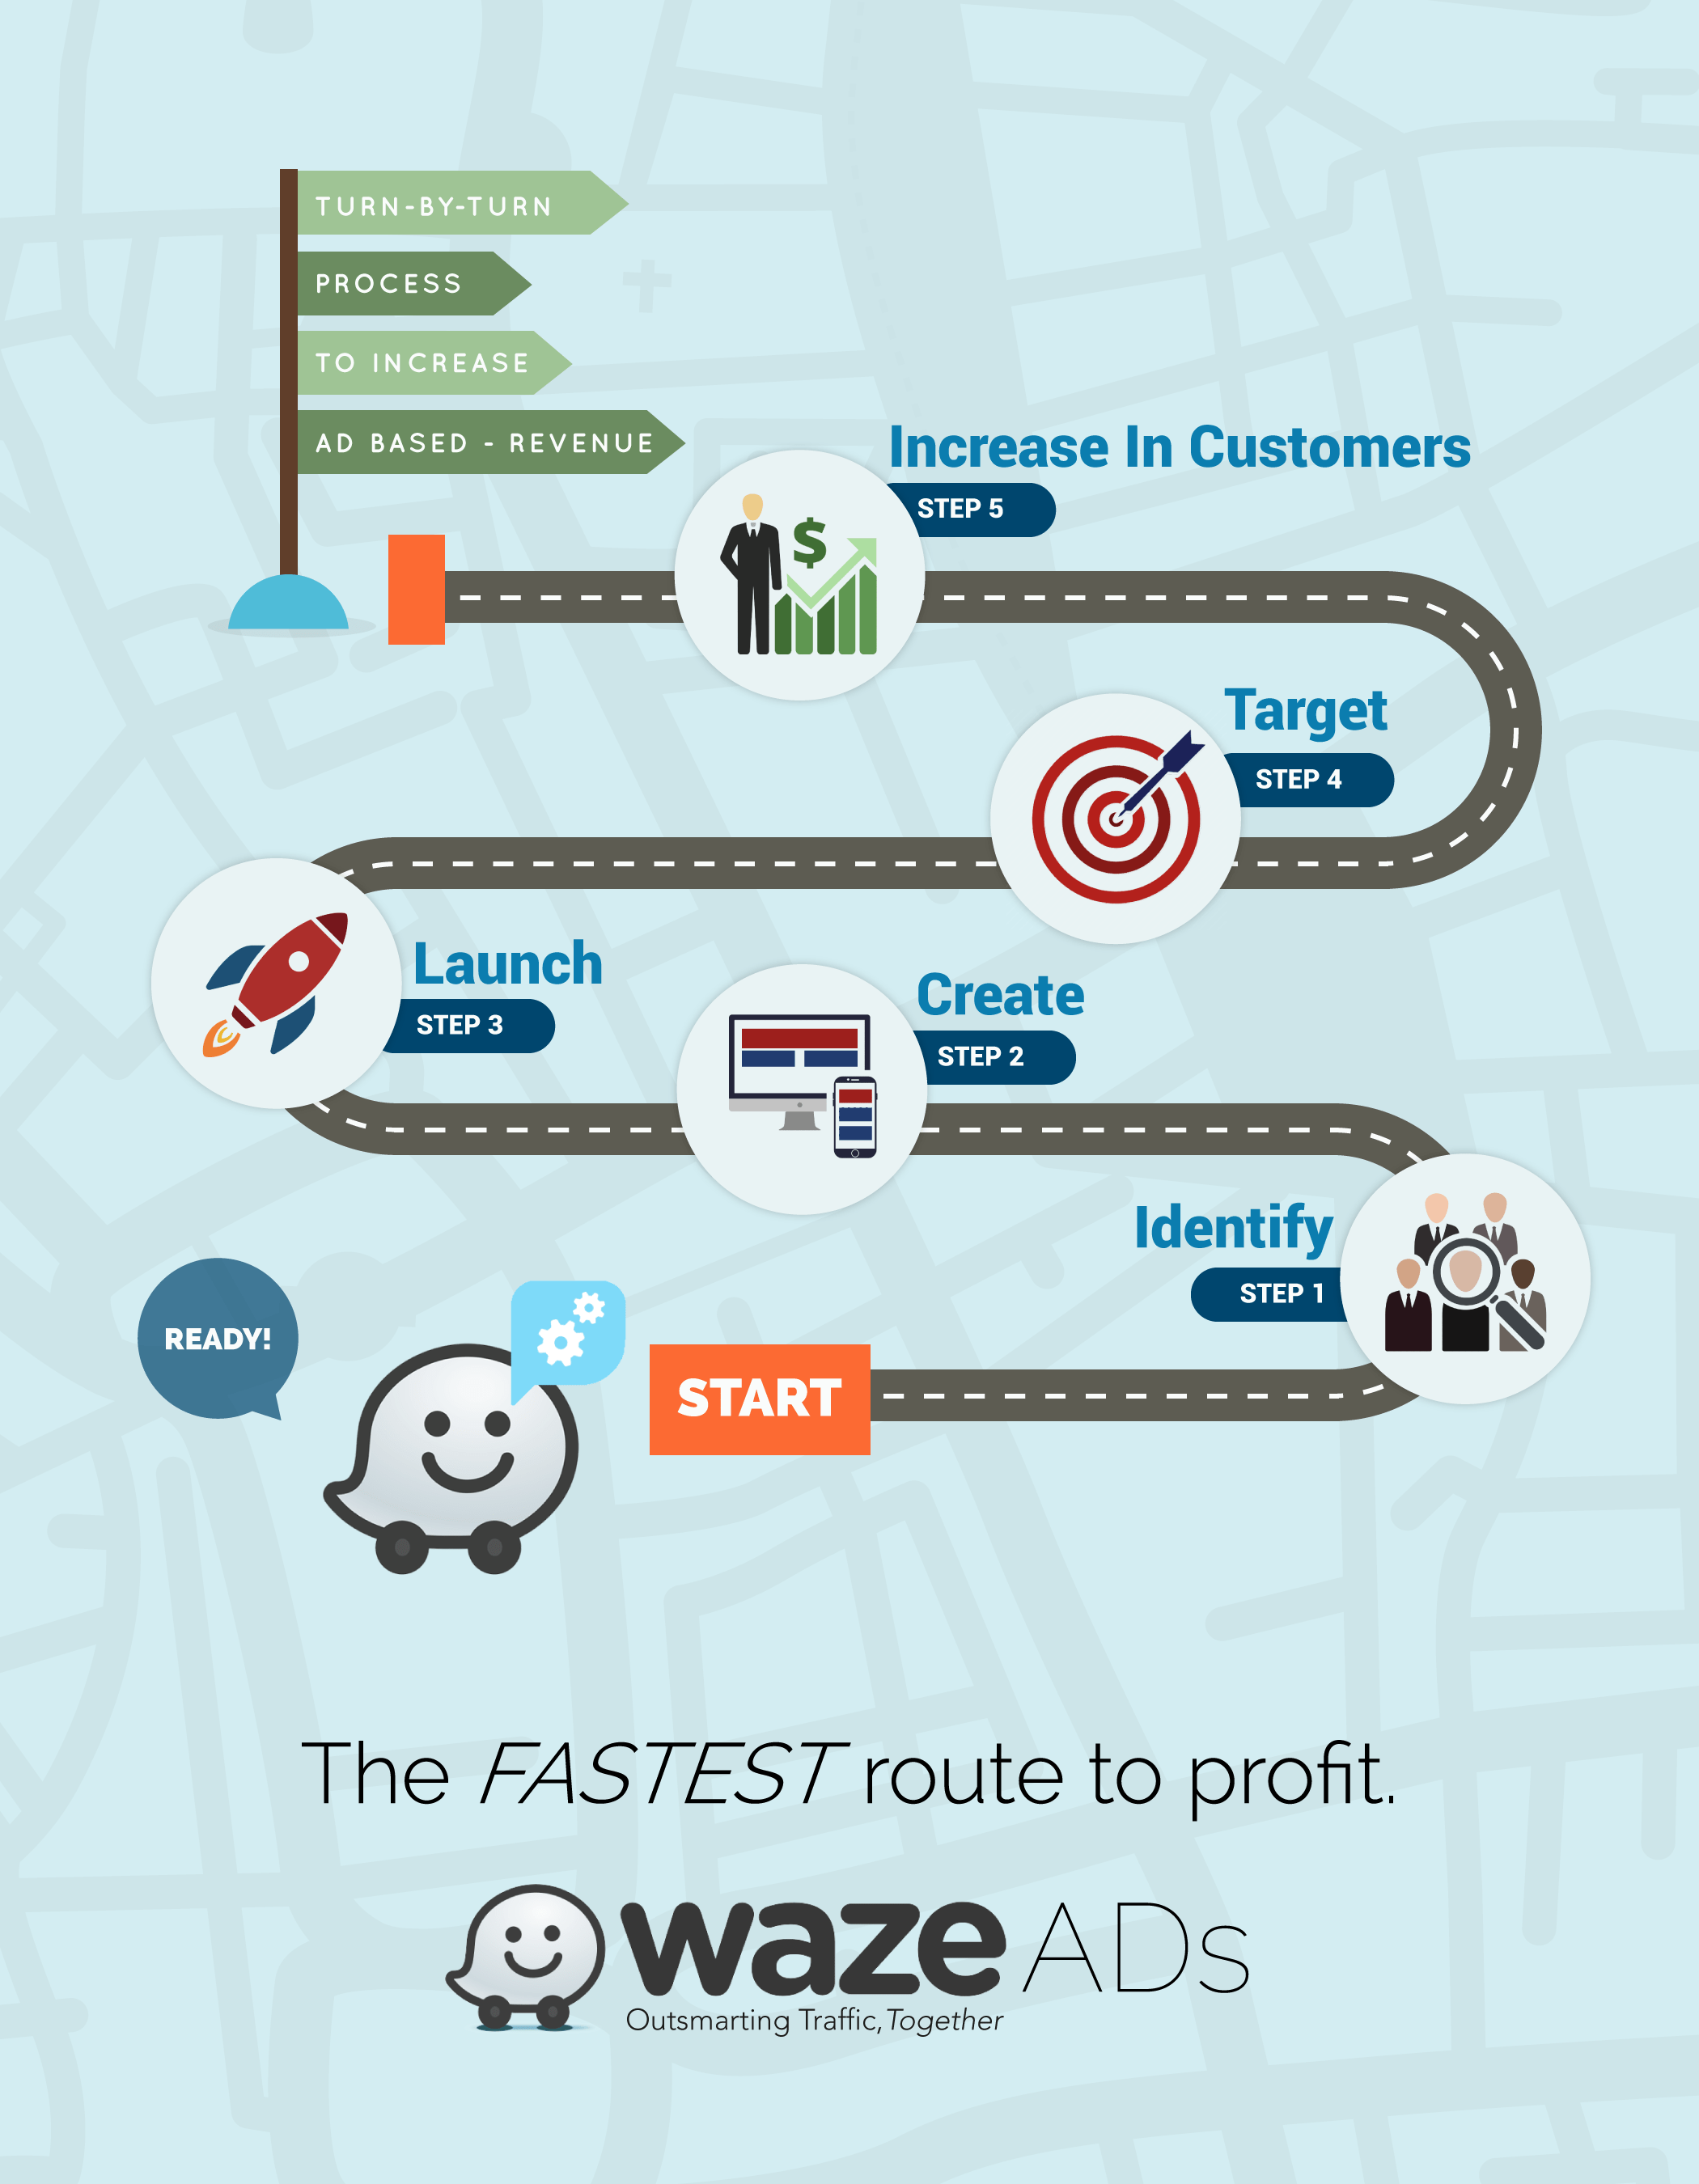 TURN-BY-TURN
PROCESS
TO INCREASE
AD BASED - REVENUE
Increase In Customers
STEP 5
$
Target
STEP 4
Launch
STEP 3
Create
STEP 2
Identify
STEP 1
READY!
START
The FASTEST route to profit.
waze ADs
Outsmarting Traffic, Together